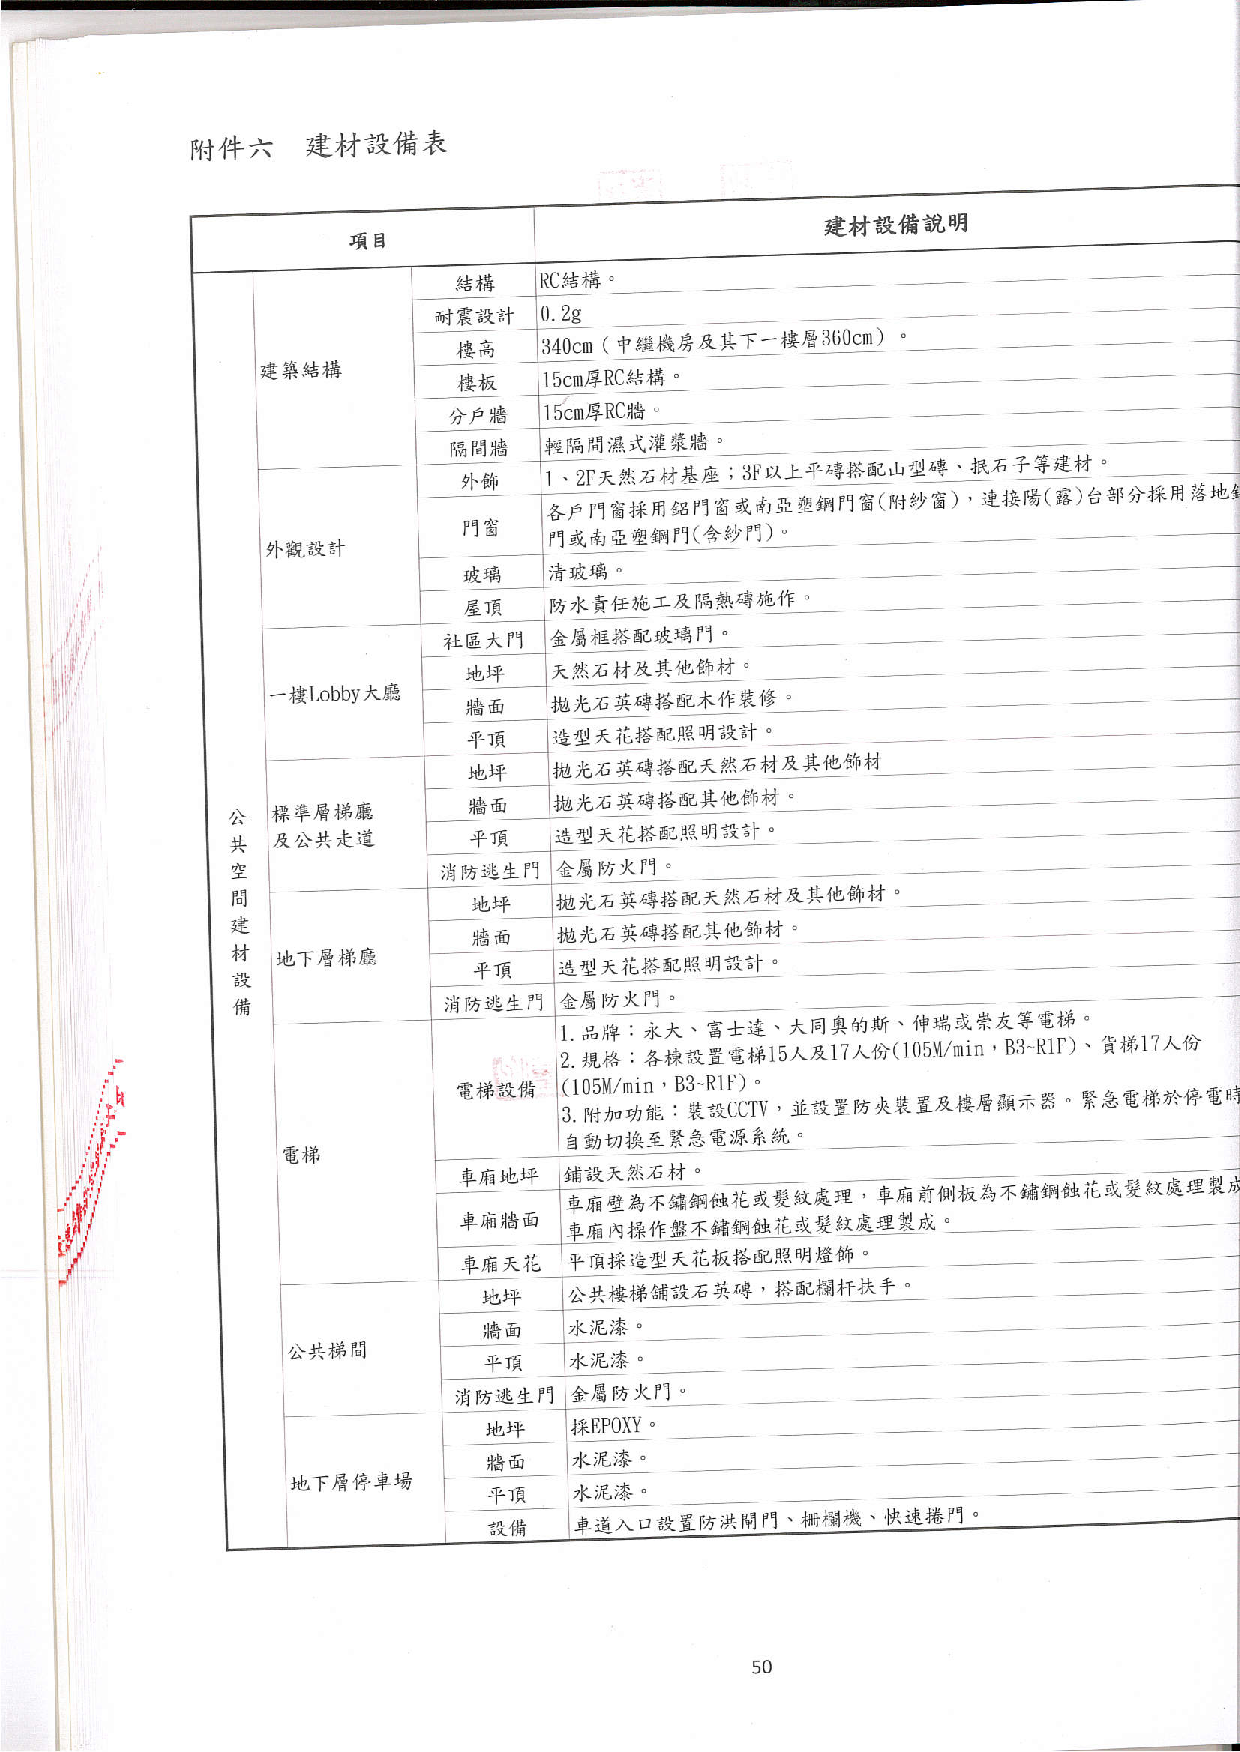 附件六 建材設備表
項目 建材設備說明
公共空間建材設備
建築結構
結構 RC結構。
耐震設計 0.2g
樓高 340cm(中繼機房及其下一樓層360cm)。
樓板 15cm厚RC結構。
分戶牆 15cm厚RC牆。
隔間牆 輕隔間濕式灌漿牆。
外觀設計
外飾 1、2F天然石材基座；3F以上平磚搭配山型磚、抿石子等建材。
門窗 各戶門窗採用鋁門窗或南亞塑鋼門窗(附紗窗)，連接陽(露)台部分採用落地
門或南亞塑鋼門(含紗門)。
玻璃 清玻璃。
屋頂 防水責任施工及隔熱磚施作。
一樓Lobby大廳
社區大門 金屬框搭配玻璃門。
地坪 天然石材及其他飾材。
牆面 拋光石英磚搭配木作裝修。
平頂 造型天花搭配照明設計。
標準層梯廳
及公共走道
地坪 拋光石英磚搭配天然石材及其他飾材
牆面 拋光石英磚搭配其他飾材。
平頂 造型天花搭配照明設計。
消防逃生門 金屬防火門。
地下層梯廳
地坪 拋光石英磚搭配天然石材及其他飾材。
牆面 拋光石英磚搭配其他飾材。
平頂 造型天花搭配照明設計。
消防逃生門 金屬防火門。
電梯
電梯設備 1.品牌：永大、富士達、大同奧的斯、伸瑞或崇友等電梯。
2.規格：各棟設置電梯15人及17人份(105M/min，B3~R1F)、貨梯17人份
(105M/min，B3~R1F)。
3.附加功能：裝設CCTV，並設置防夾裝置及樓層顯示器。緊急電梯於停電時
自動切換至緊急電源系統。
車廂地坪 鋪設天然石材。
車廂牆面 車廂壁為不鏽鋼蝕花或髮紋處理，車廂前側板為不鏽鋼蝕花或髮紋處理製成
車廂內操作盤不鏽鋼蝕花或髮紋處理製成。
車廂天花 平頂採造型天花板搭配照明燈飾。
公共梯間
地坪 公共樓梯鋪設石英磚，搭配欄杆扶手。
牆面 水泥漆。
平頂 水泥漆。
消防逃生門 金屬防火門。
地下層停車場
地坪 採EPOXY。
牆面 水泥漆。
平頂 水泥漆。
設備 車道入口設置防洪閘門、柵欄機、快速捲門。
50